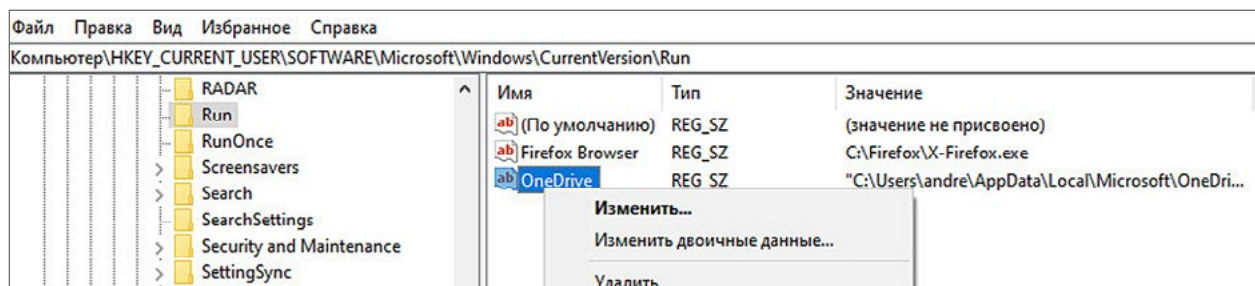 Файл Правка Вид Избранное Справка
Компьютер\HKEY_CURRENT_USER\SOFTWARE\Microsoft\Windows\CurrentVersion\Run
RADAR
Run
RunOnce
Screensavers
Search
SearchSettings
Security and Maintenance
SettingSync
Имя Тип Значение
(По умолчанию) REG_SZ (значение не присвоено)
Firefox Browser REG_SZ C:\Firefox\X-Firefox.exe
OneDrive REG_SZ "C:\Users\andre\AppData\Local\Microsoft\OneDri...
Изменить...
Изменить двоичные данные...
Удалить